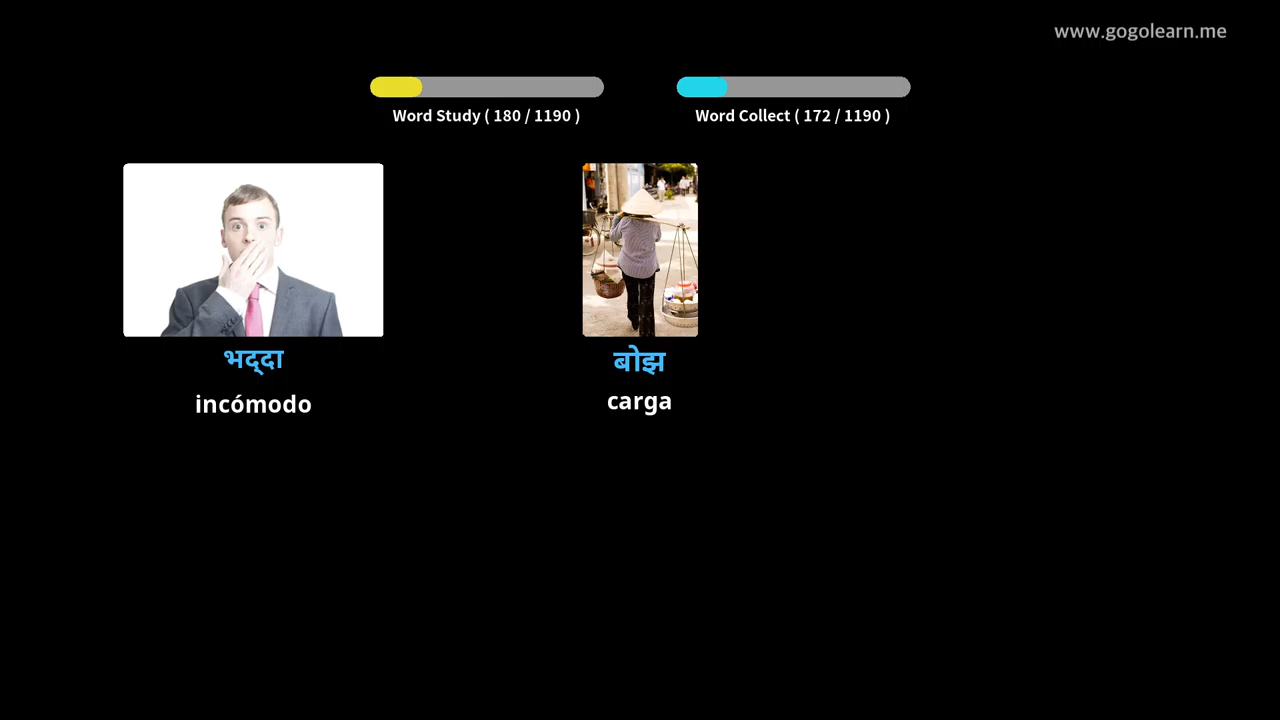 www.gogolearn.me
Word Study ( 180 / 1190 )
Word Collect ( 172 / 1190 )
भद्‌दा
incómodo
बोझ
carga